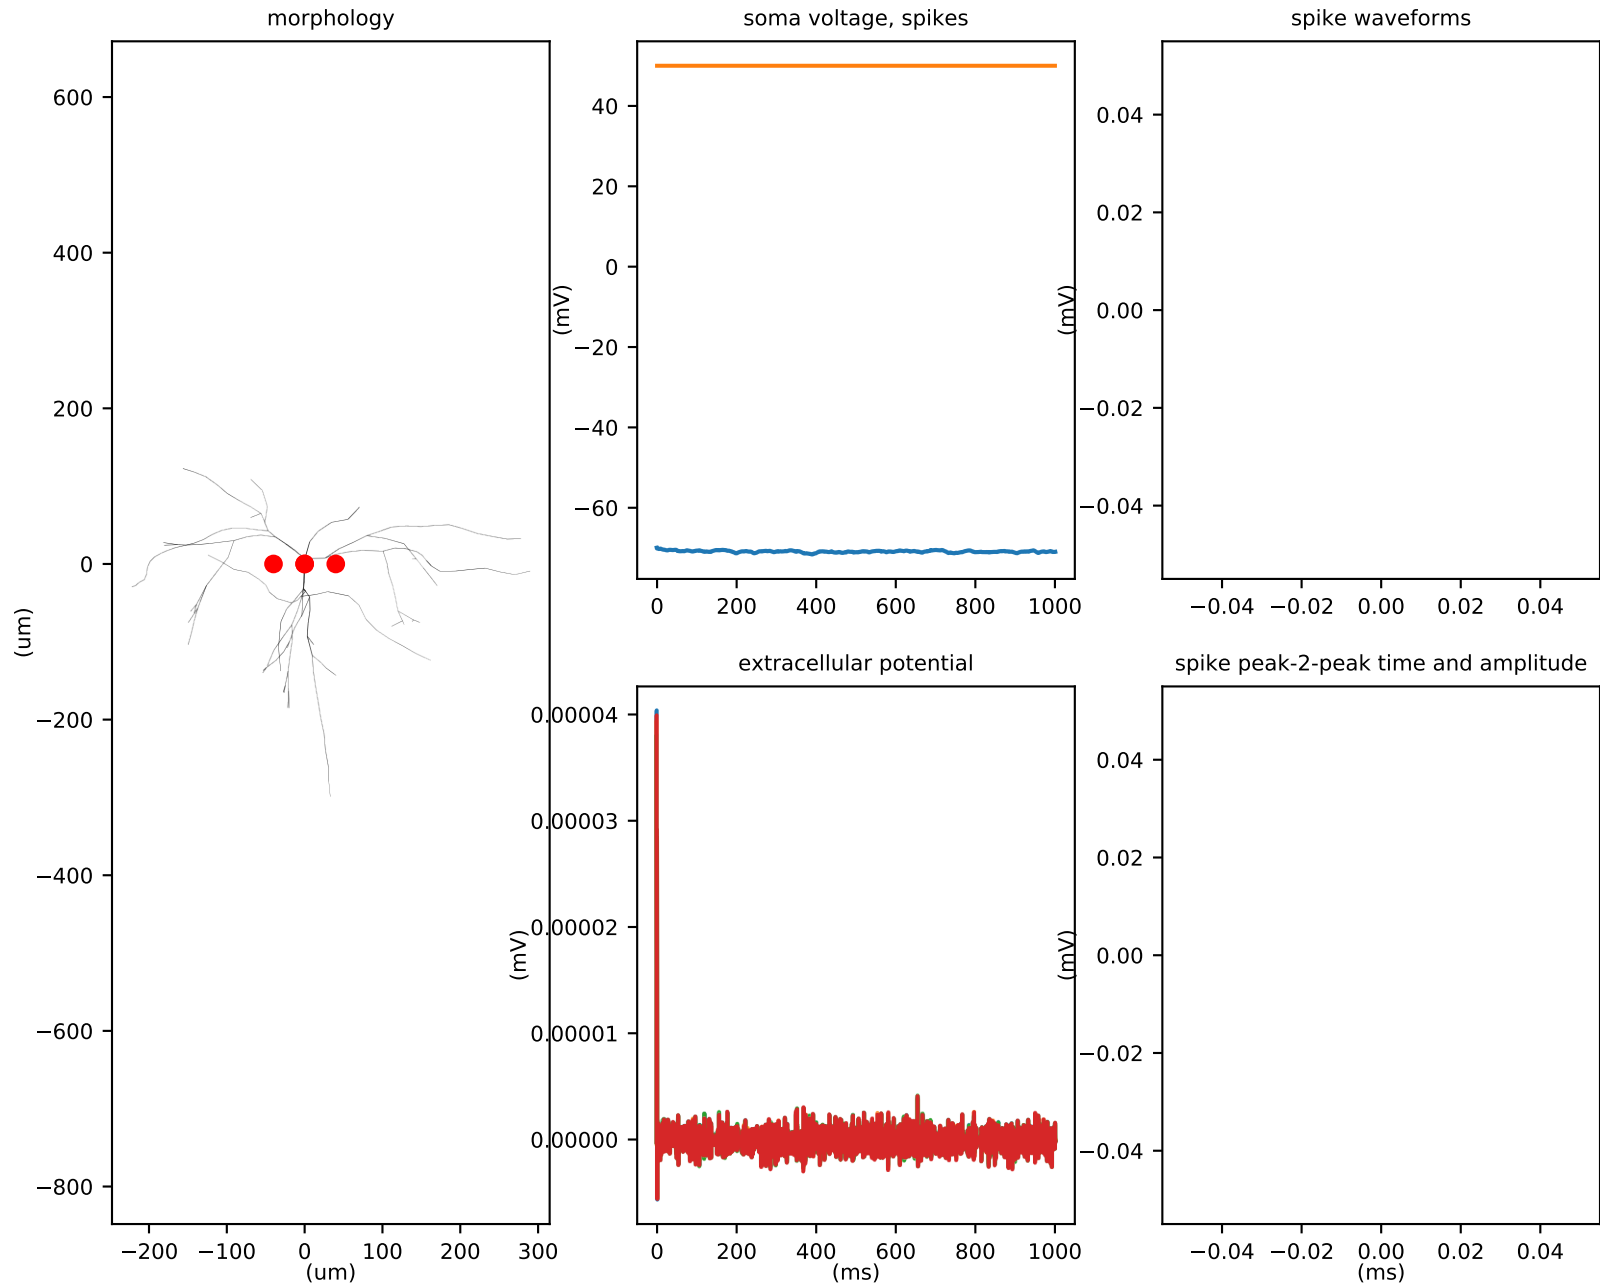 morphology
600
400
200
0
−200
−400
−600
−800
(um)
−200 −100 0 100 200 300
(um)
soma voltage, spikes
40
20
0
−20
−40
−60
(mV)
0 200 400 600 800 1000
spike waveforms
0.04
0.02
0.00
−0.02
−0.04
(mV)
−0.04 −0.02 0.00 0.02 0.04
extracellular potential
0.00004
0.00003
0.00002
0.00001
0.00000
(mV)
0 200 400 600 800 1000
(ms)
spike peak-2-peak time and amplitude
0.04
0.02
0.00
−0.02
−0.04
(mV)
−0.04 −0.02 0.00 0.02 0.04
(ms)